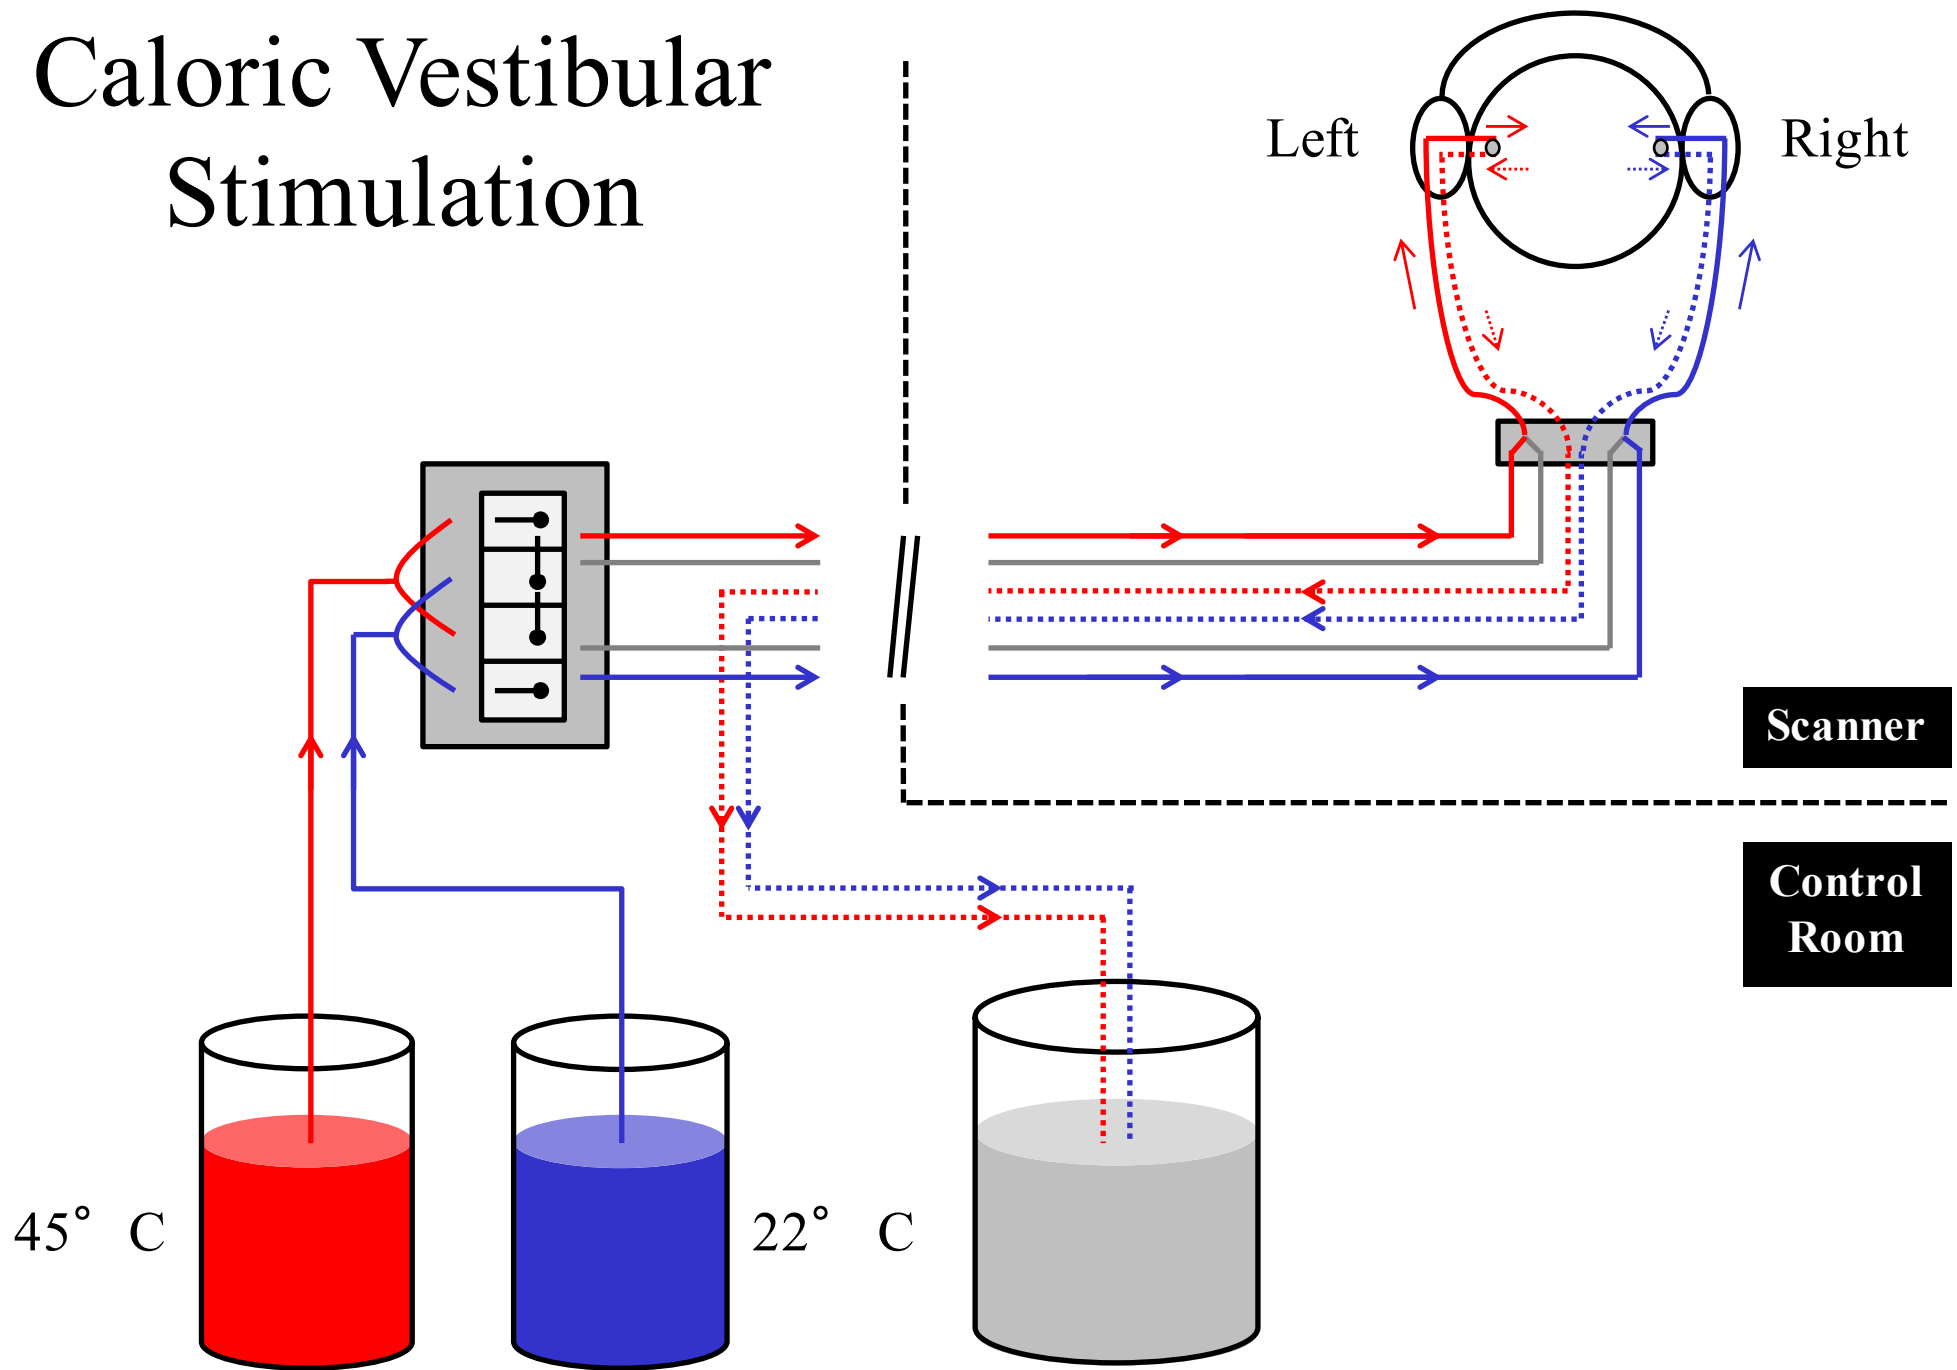 Caloric Vestibular
Stimulation
Left
Right
Scanner
Control
Room
45° C
22° C